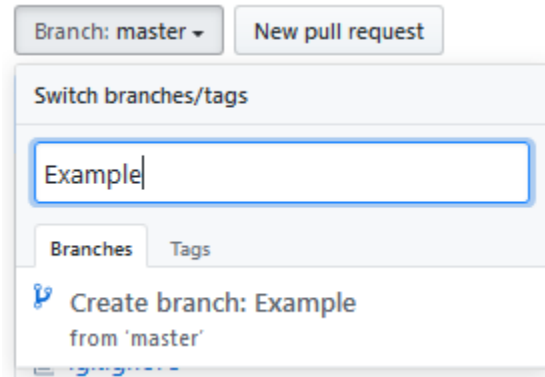 Branch: master New pull request
Switch branches/tags
Example
Branches Tags
Create branch: Example
from 'master'